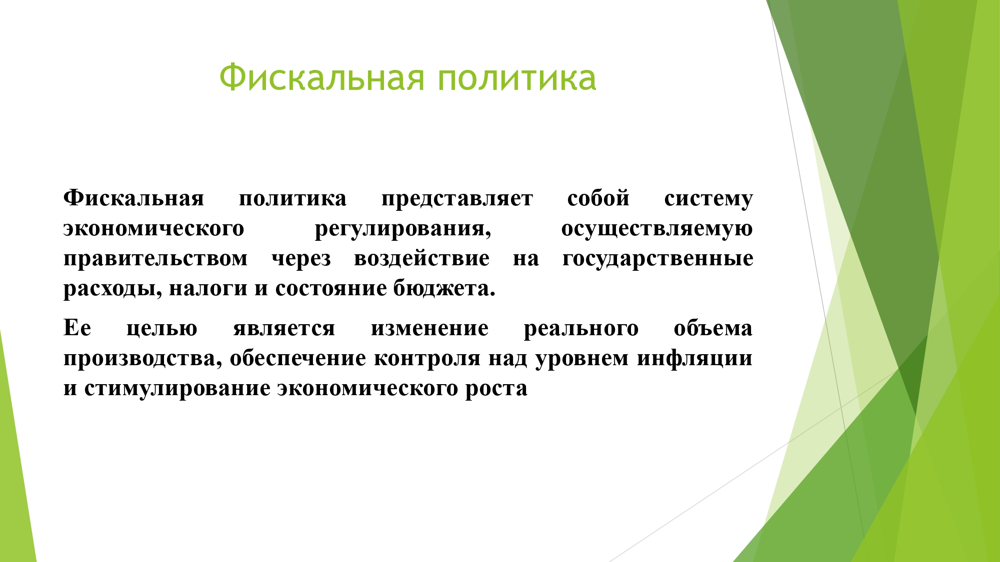 Фискальная политика
Фискальная политика представляет собой систему
экономического регулирования, осуществляемую
правительством через воздействие на государственные
расходы, налоги и состояние бюджета.
Ее целью является изменение реального объема
производства, обеспечение контроля над уровнем инфляции
и стимулирование экономического роста